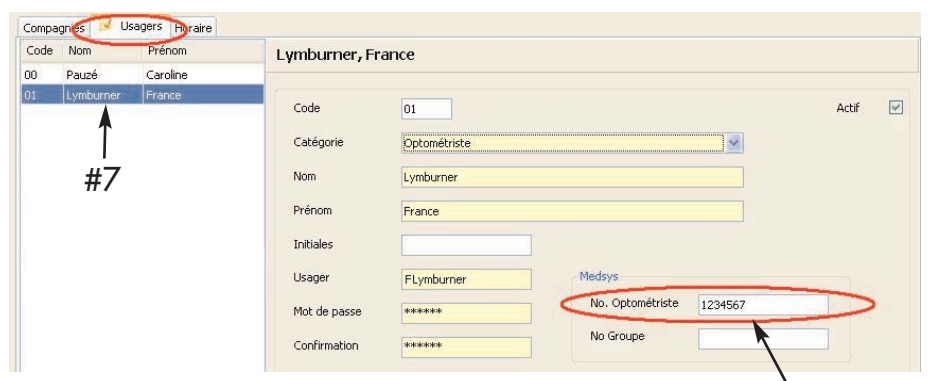 Compagnies Usagers Horaire
Code Nom Prénom
00 Pauzé Caroline
01 Lymburner France
#7
Lymburner, France
Code 01 Actif
Catégorie Optométriste
Nom Lymburner
Prénom France
Initiales
Usager FLymburner
Mot de passe ******
Confirmation ******
Medsys
No. Optométriste 1234567
No Groupe